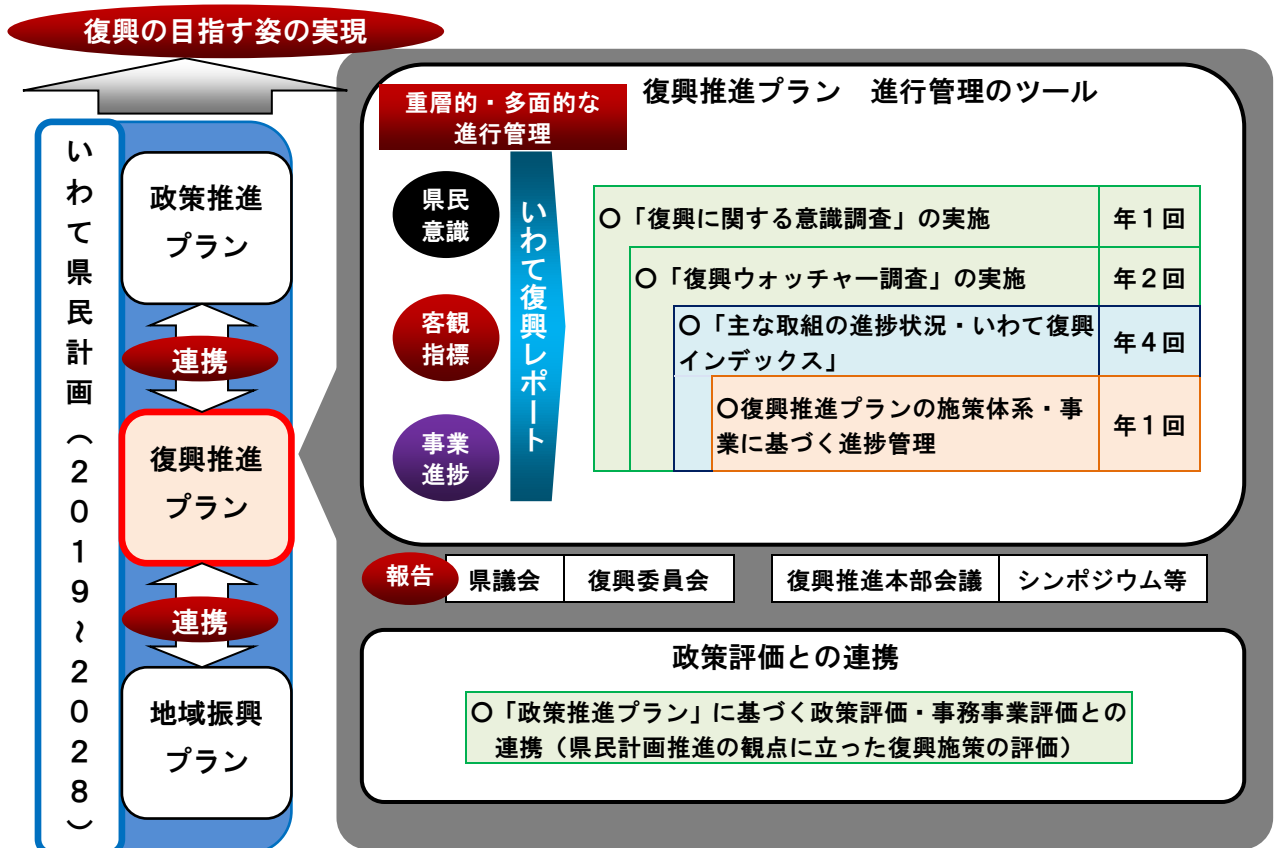 復興の目指す姿の実現
いわて県民計画（2019~2028）
政策推進
プラン
連携
復興推進
プラン
連携
地域振興
プラン
復興推進プラン　進行管理のツール
重層的・多面的な
進行管理
県民
意識
客観
指標
事業
進捗
いわて復興レポート
〇「復興に関する意識調査」の実施 年１回
〇「復興ウォッチャー調査」の実施 年２回
〇「主な取組の進捗状況・いわて復興
インデックス」 年４回
〇復興推進プランの施策体系・事
業に基づく進捗管理 年１回
報告 県議会 復興委員会 復興推進本部会議 シンポジウム等
政策評価との連携
〇「政策推進プラン」に基づく政策評価・事務事業評価との
連携（県民計画推進の観点に立った復興施策の評価）